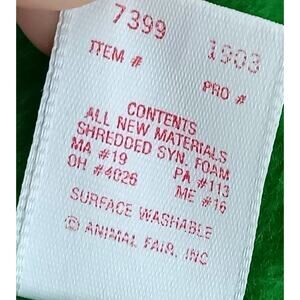 7399 1903
ITEM # PRO #
CONTENTS
ALL NEW MATERIALS
SHREDDED SYN. FOAM
MA #19 PA #113
OH #4026 ME #16
SURFACE WASHABLE
© ANIMAL FAIR, INC